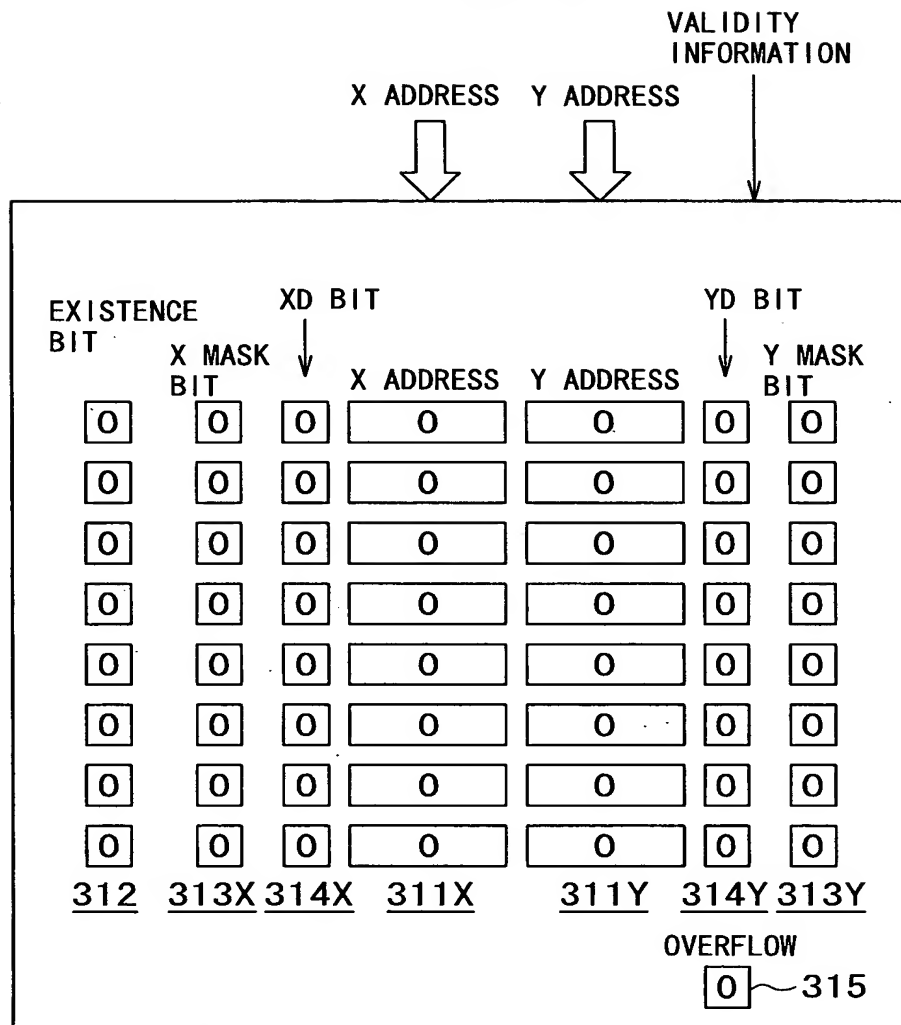 VALIDITY
INFORMATION
X ADDRESS Y ADDRESS
EXISTENCE
BIT
XD BIT
YD BIT
X MASK
BIT
Y MASK
BIT
X ADDRESS Y ADDRESS
0 0 0 0 0 0 0
0 0 0 0 0 0 0
0 0 0 0 0 0 0
0 0 0 0 0 0 0
0 0 0 0 0 0 0
0 0 0 0 0 0 0
0 0 0 0 0 0 0
0 0 0 0 0 0 0
312 313X 314X 311X 311Y 314Y 313Y
OVERFLOW
0 315